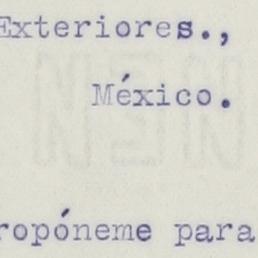 Exteriores.,
México.
ropóneme para